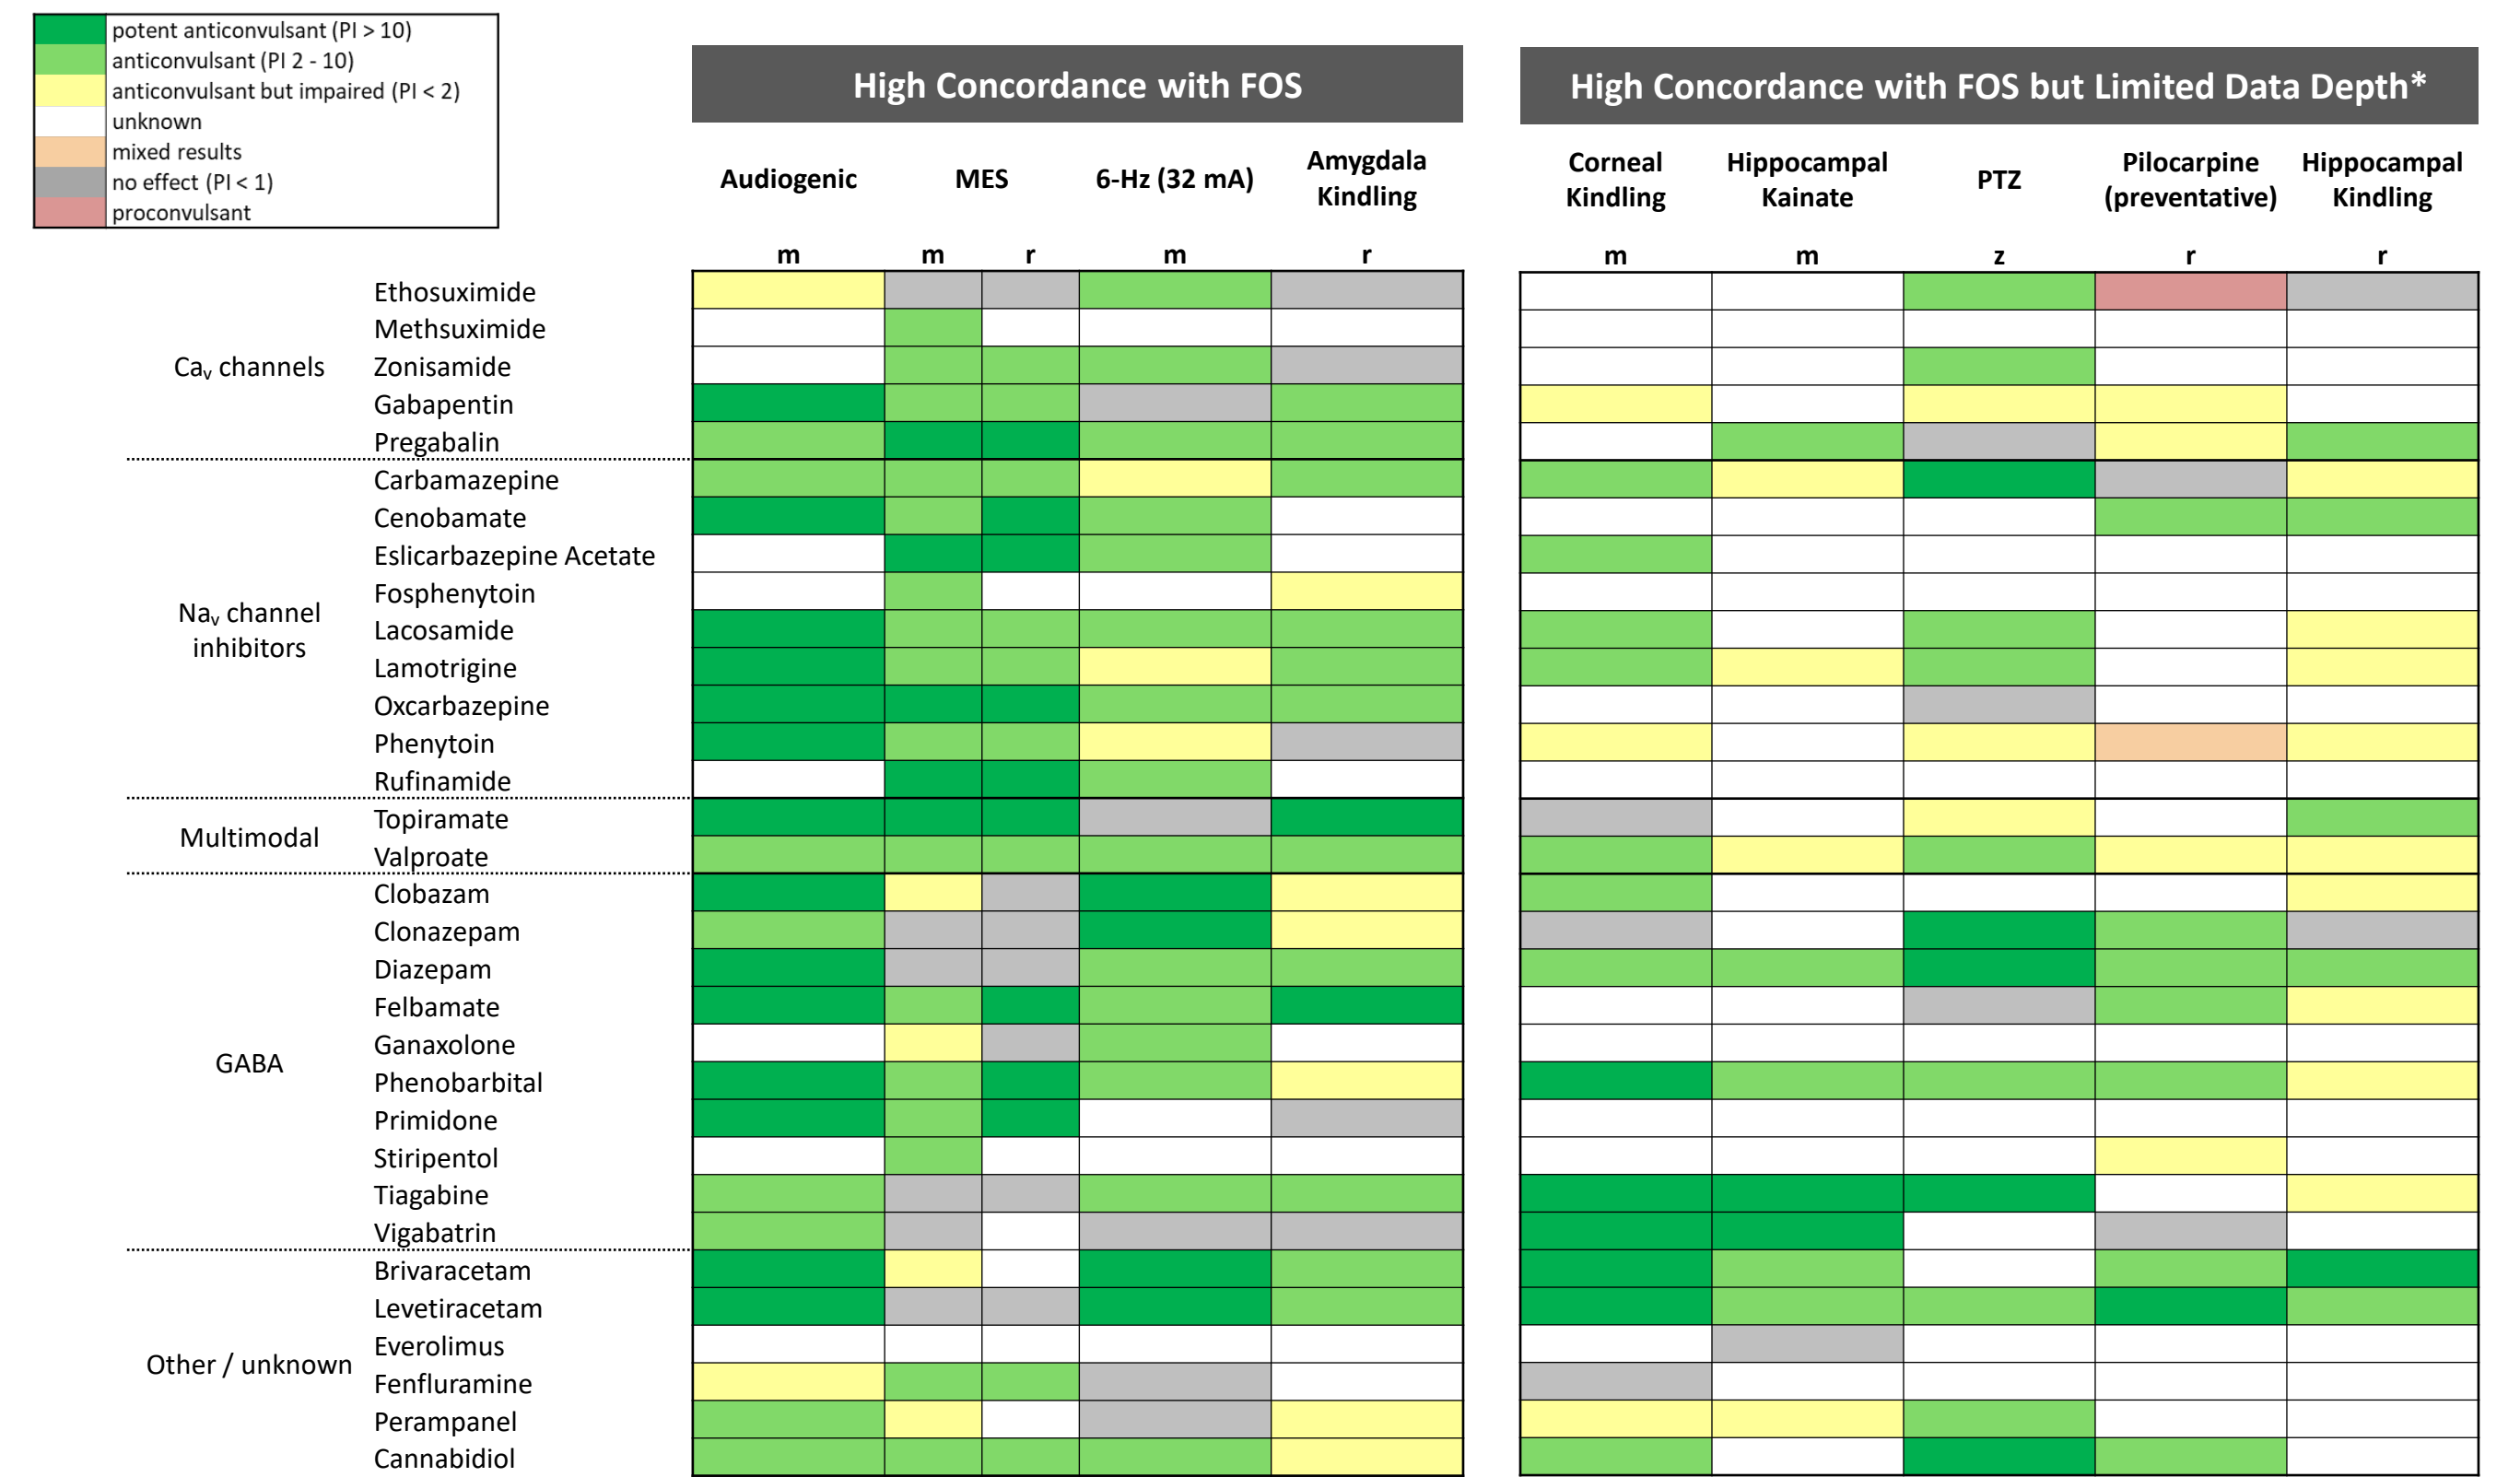 potent anticonvulsant (PI > 10)
anticonvulsant (PI 2 - 10)
anticonvulsant but impaired (PI < 2)
unknown
mixed results
no effect (PI < 1)
proconvulsant
High Concordance with FOS
High Concordance with FOS but Limited Data Depth*
Audiogenic
MES
6-Hz (32 mA)
Amygdala
Kindling
Corneal
Kindling
Hippocampal
Kainate
PTZ
Pilocarpine
(preventative)
Hippocampal
Kindling
m m r m r
m m z r r
Caᵥ channels
Ethosuximide
Methsuximide
Zonisamide
Gabapentin
Pregabalin
Naᵥ channel
inhibitors
Carbamazepine
Cenobamate
Eslicarbazepine Acetate
Fosphenytoin
Lacosamide
Lamotrigine
Oxcarbazepine
Phenytoin
Rufinamide
Multimodal
Topiramate
Valproate
GABA
Clobazam
Clonazepam
Diazepam
Felbamate
Ganaxolone
Phenobarbital
Primidone
Stiripentol
Tiagabine
Vigabatrin
Other / unknown
Brivaracetam
Levetiracetam
Everolimus
Fenfluramine
Perampanel
Cannabidiol